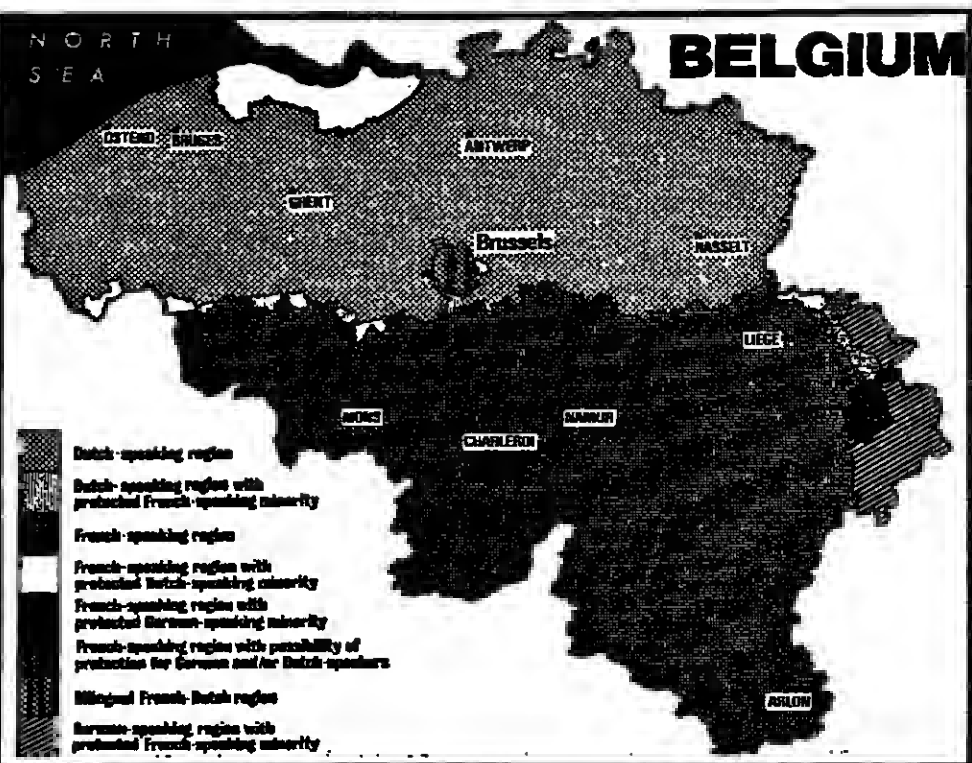 NORTH
SEA
BELGIUM
OSTEND
BRUGES
ANTWERP
GHENT
Brussels
HASSELT
LIEGE
MONS
NAMUR
CHARLEROI
ARLON
Dutch-speaking region
Dutch-speaking region with
protected French-speaking minority
French-speaking region
French-speaking region with
protected Dutch-speaking minority
French-speaking region with
protected German-speaking minority
French-speaking region with possibility of
protection for German and/or Dutch-speakers
Bilingual French-Dutch region
German-speaking region with
protected French-speaking minority